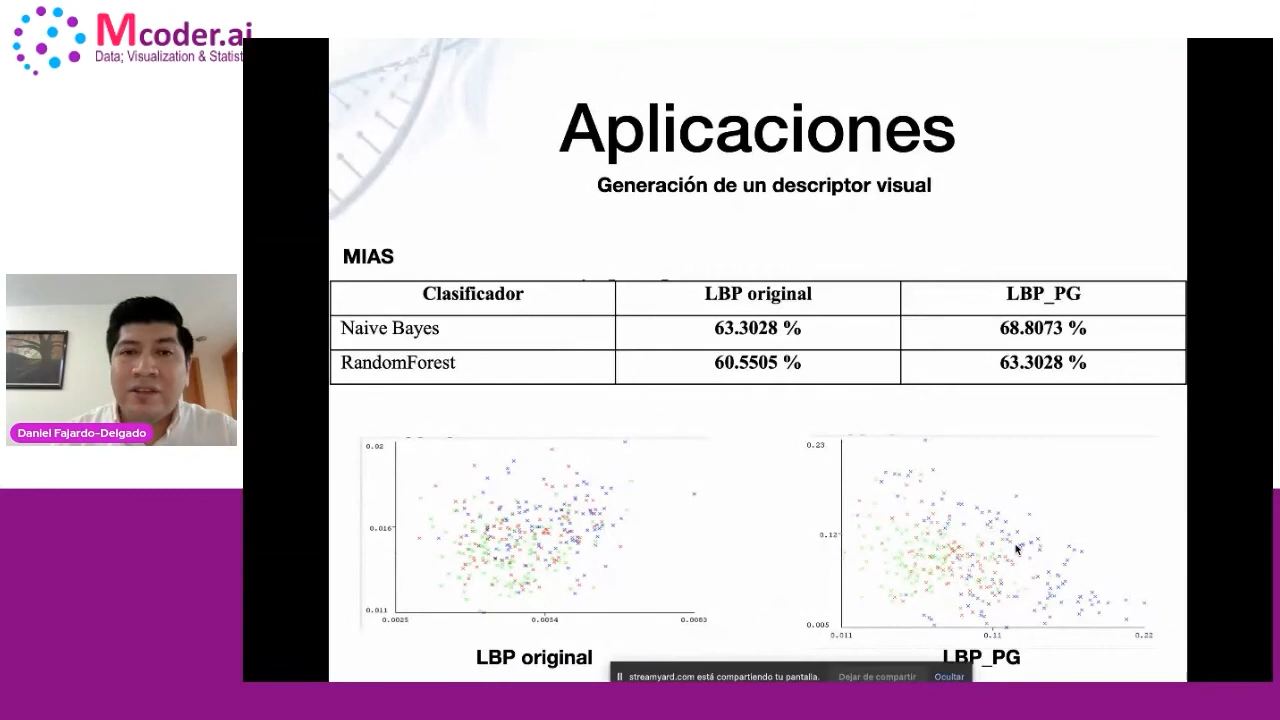 Mcoder.ai
Data; Visualization & Statist
Aplicaciones
Generación de un descriptor visual
MIAS
Clasificador LBP original LBP_PG
Naive Bayes 63.3028 % 68.8073 %
RandomForest 60.5505 % 63.3028 %
Daniel Fajardo-Delgado
0.02
0.016
0.011
0.0025 0.0054 0.0083
LBP original
0.23
0.12
0.005
0.011 0.11 0.22
LBP_PG
streamyard.com está compartiendo tu pantalla. Dejar de compartir Ocultar